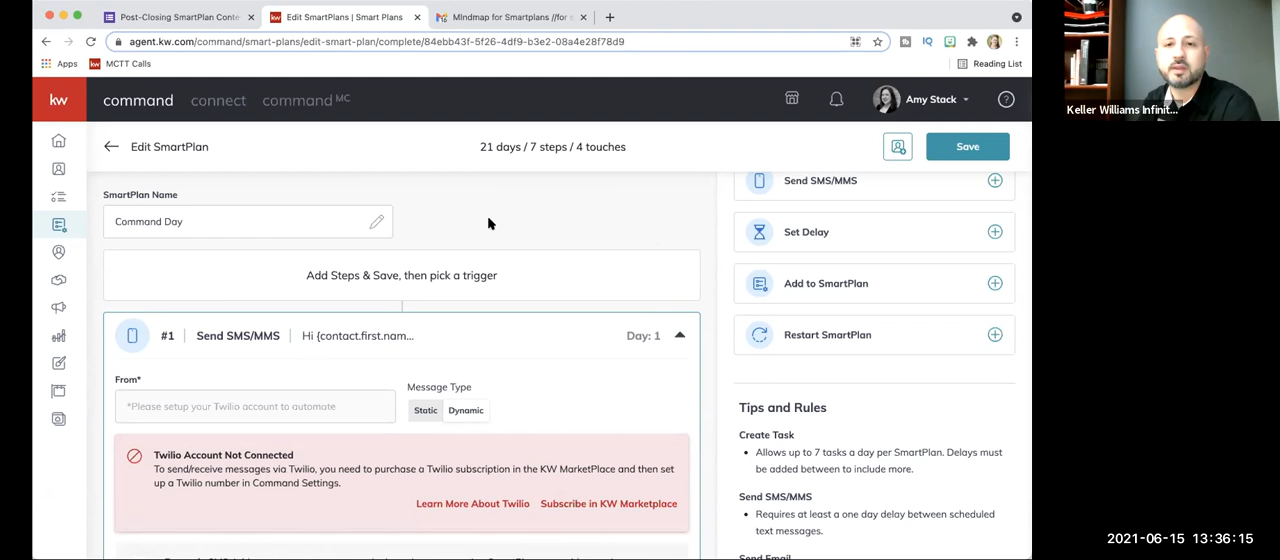 Post-Closing SmartPlan Conte
Edit SmartPlans | Smart Plans
MIndmap for Smartplans //for s
agent.kw.com/command/smart-plans/edit-smart-plan/complete/84ebb43f-5f26-4df9-b3e2-08a4e28f78d9
Apps
MCTT Calls
Reading List
kw
command
connect
command MC
Amy Stack
Edit SmartPlan
21 days / 7 steps / 4 touches
Save
SmartPlan Name
Command Day
Add Steps & Save, then pick a trigger
#1
Send SMS/MMS
Hi {contact.first.nam...
Day: 1
From*
*Please setup your Twilio account to automate
Message Type
Static
Dynamic
Twilio Account Not Connected
To send/receive messages via Twilio, you need to purchase a Twilio subscription in the KW MarketPlace and then set
up a Twilio number in Command Settings.
Learn More About Twilio
Subscribe in KW Marketplace
Send SMS/MMS
Set Delay
Add to SmartPlan
Restart SmartPlan
Tips and Rules
Create Task
Allows up to 7 tasks a day per SmartPlan. Delays must
be added between to include more.
Send SMS/MMS
Requires at least a one day delay between scheduled
text messages.
Send Email
Keller Williams Infinit...
2021-06-15 13:36:15